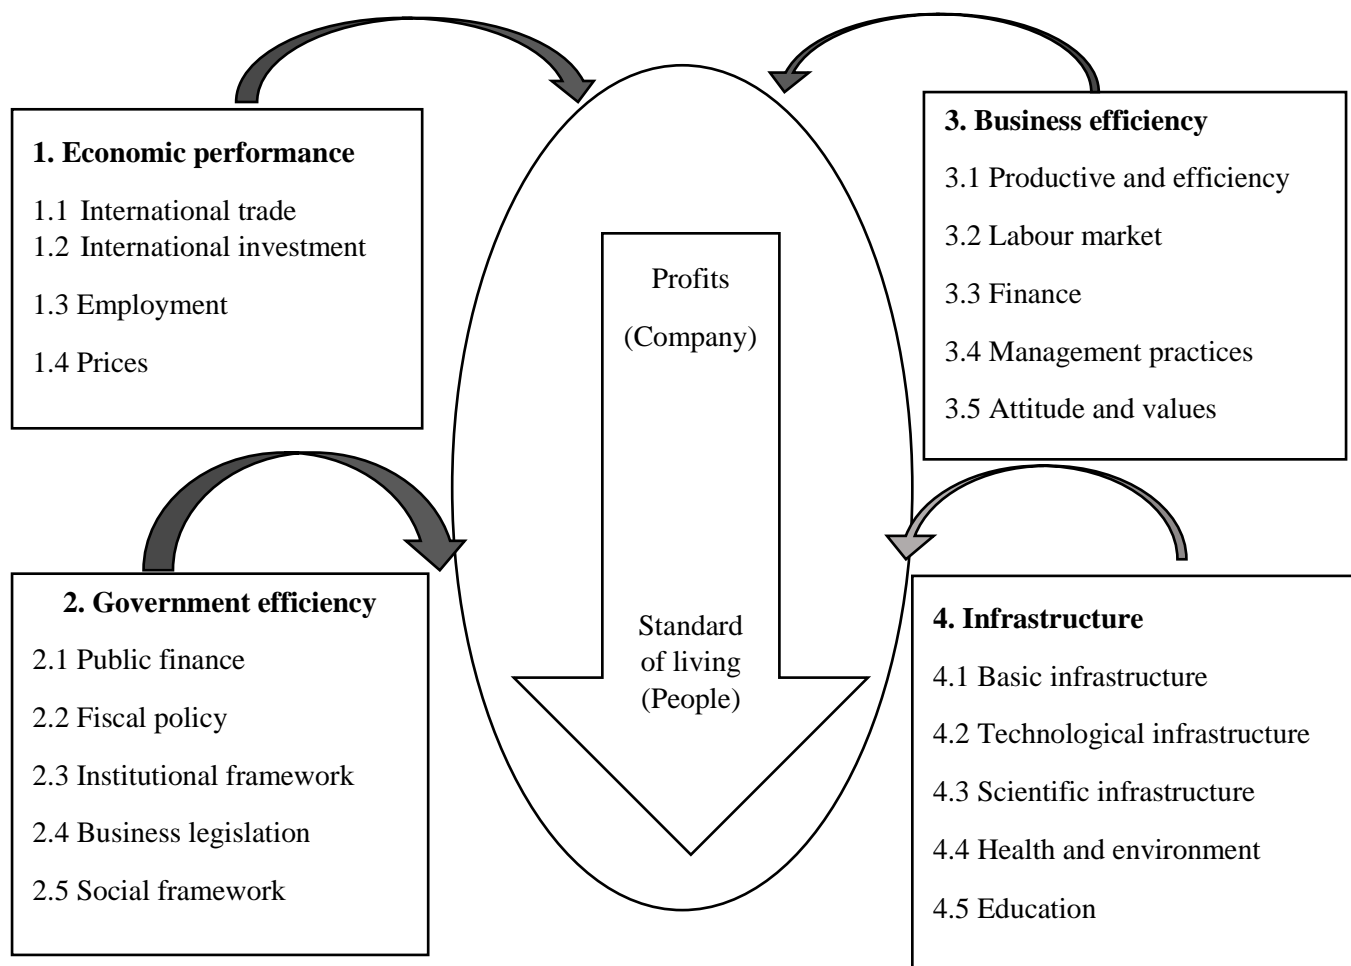 1. Economic performance
1.1 International trade
1.2 International investment
1.3 Employment
1.4 Prices
2. Government efficiency
2.1 Public finance
2.2 Fiscal policy
2.3 Institutional framework
2.4 Business legislation
2.5 Social framework
Profits
(Company)
Standard
of living
(People)
3. Business efficiency
3.1 Productive and efficiency
3.2 Labour market
3.3 Finance
3.4 Management practices
3.5 Attitude and values
4. Infrastructure
4.1 Basic infrastructure
4.2 Technological infrastructure
4.3 Scientific infrastructure
4.4 Health and environment
4.5 Education